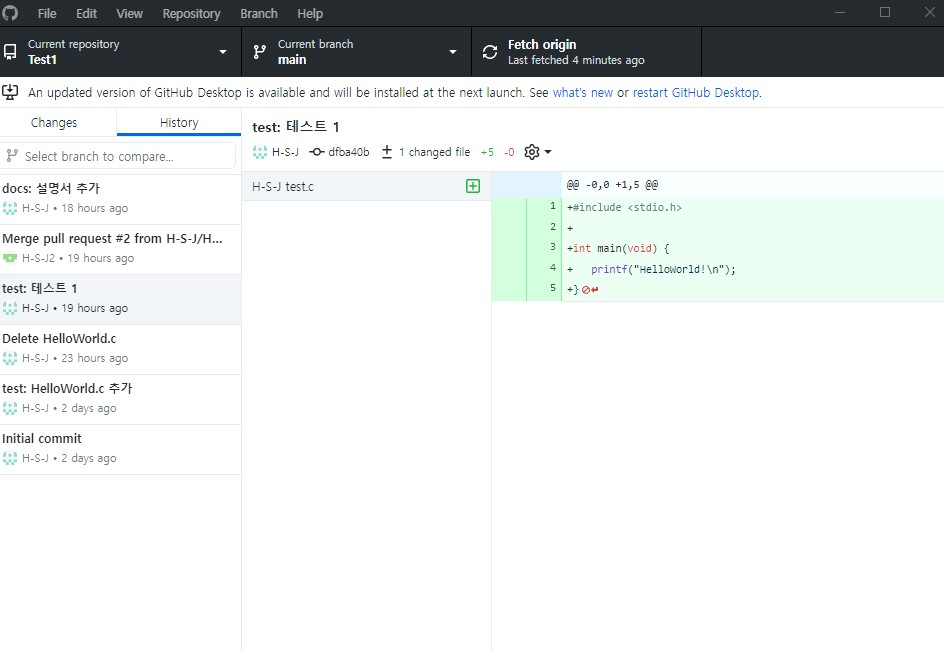 File Edit View Repository Branch Help
Current repository
Test1
Current branch
main
Fetch origin
Last fetched 4 minutes ago
An updated version of GitHub Desktop is available and will be installed at the next launch. See what's new or restart GitHub Desktop.
Changes History
Select branch to compare...
docs: 설명서 추가
H-S-J • 18 hours ago
Merge pull request #2 from H-S-J/H...
H-S-J2 • 19 hours ago
test: 테스트 1
H-S-J • 19 hours ago
Delete HelloWorld.c
H-S-J • 23 hours ago
test: HelloWorld.c 추가
H-S-J • 2 days ago
Initial commit
H-S-J • 2 days ago
test: 테스트 1
H-S-J dfba40b 1 changed file +5 -0
H-S-J test.c
@@ -0,0 +1,5 @@
1 +#include <stdio.h>
2 +
3 +int main(void) {
4 +   printf("HelloWorld!\n");
5 +}